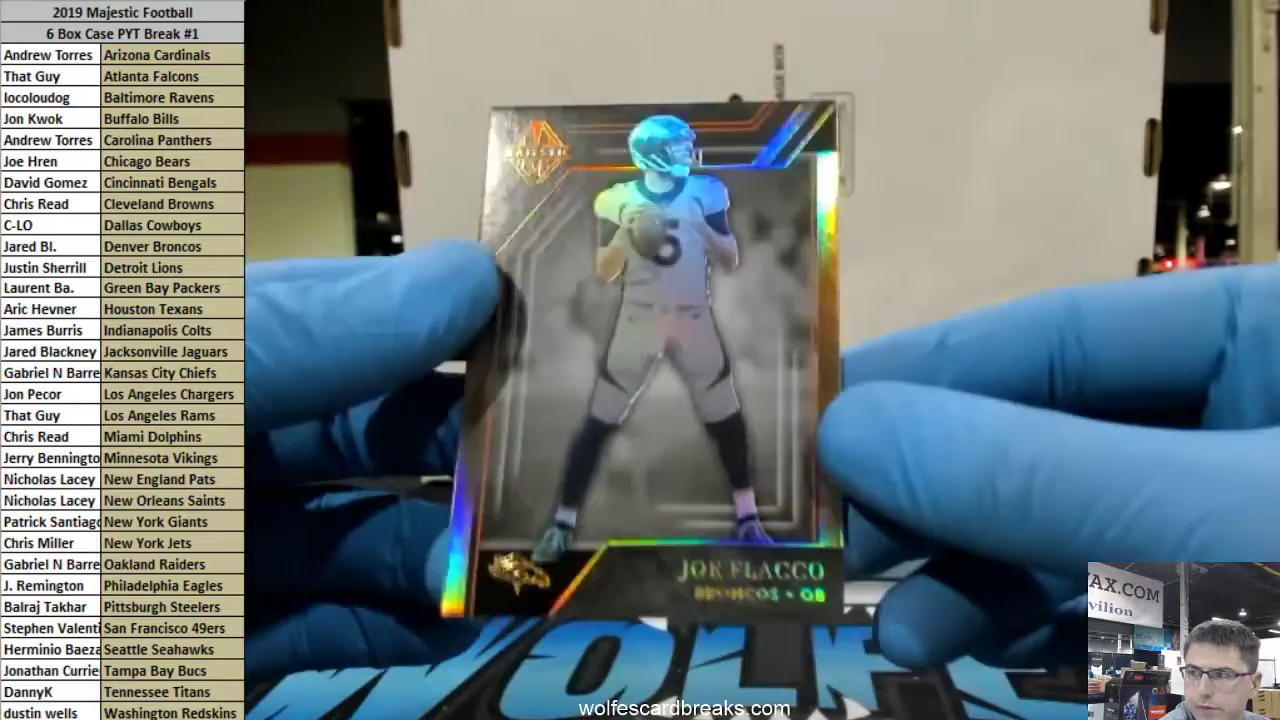 2019 Majestic Football
6 Box Case PYT Break #1
Andrew Torres Arizona Cardinals
That Guy Atlanta Falcons
locoloudog Baltimore Ravens
Jon Kwok Buffalo Bills
Andrew Torres Carolina Panthers
Joe Hren Chicago Bears
David Gomez Cincinnati Bengals
Chris Read Cleveland Browns
C-LO Dallas Cowboys
Jared Bl. Denver Broncos
Justin Sherrill Detroit Lions
Laurent Ba. Green Bay Packers
Aric Hevner Houston Texans
James Burris Indianapolis Colts
Jared Blackney Jacksonville Jaguars
Gabriel N Barre Kansas City Chiefs
Jon Pecor Los Angeles Chargers
That Guy Los Angeles Rams
Chris Read Miami Dolphins
Jerry Benningto Minnesota Vikings
Nicholas Lacey New England Pats
Nicholas Lacey New Orleans Saints
Patrick Santiago New York Giants
Chris Miller New York Jets
Gabriel N Barre Oakland Raiders
J. Remington Philadelphia Eagles
Balraj Takhar Pittsburgh Steelers
Stephen Valenti San Francisco 49ers
Herminio Baeza Seattle Seahawks
Jonathan Currie Tampa Bay Bucs
DannyK Tennessee Titans
dustin wells Washington Redskins
MAJESTIC
5
JOE FLACCO
BRONCOS • QB
WOLFE
wolfescardbreaks.com
AX.COM
vilion